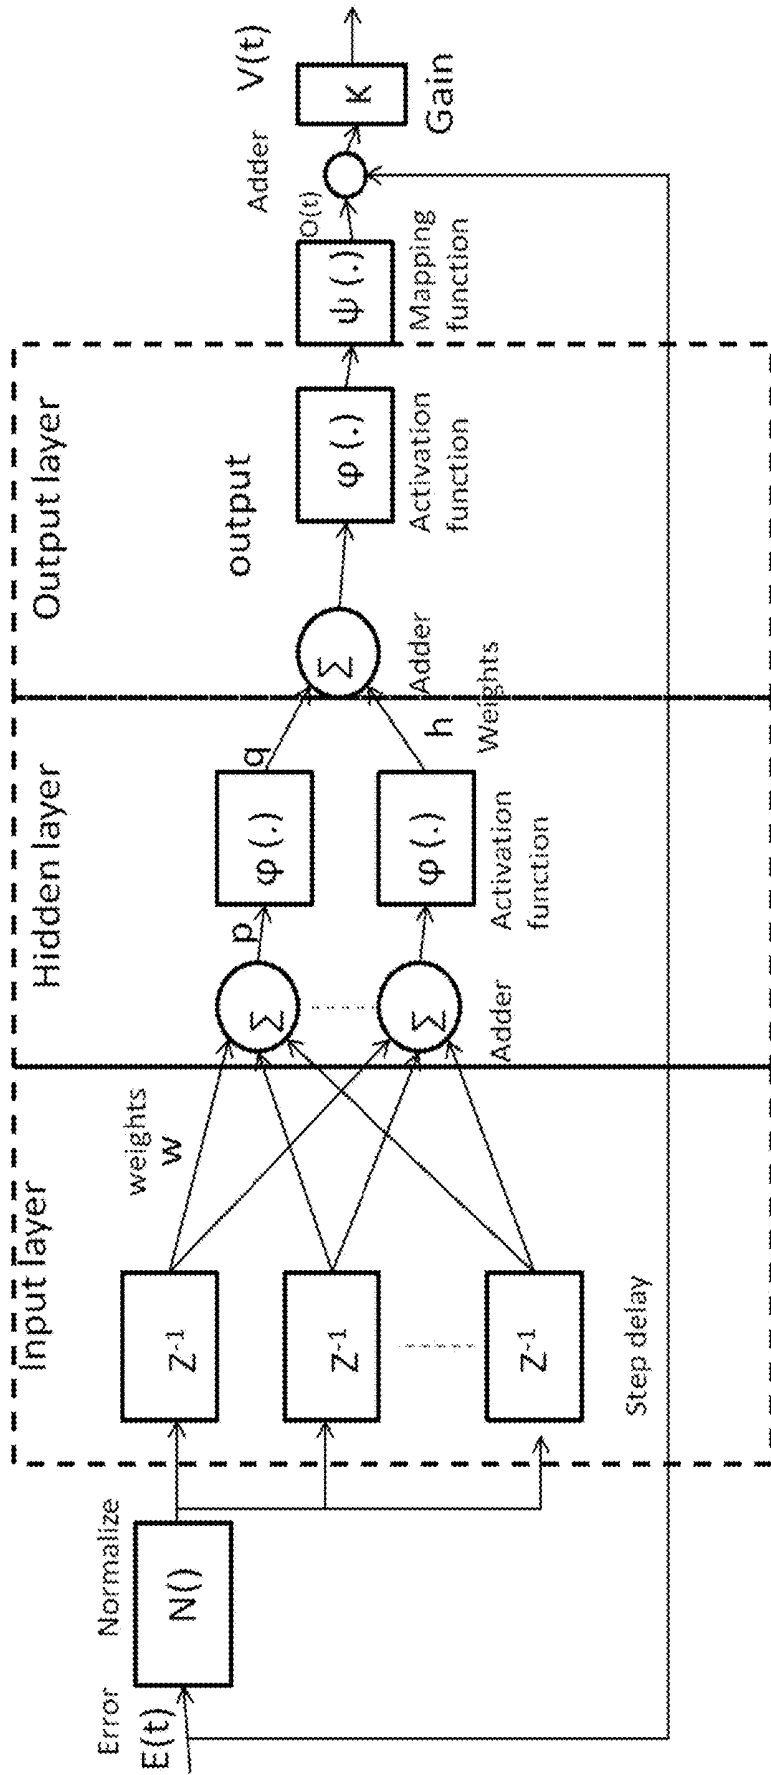 Error
E(t)
Normalize
N()
Input layer
Z-1
Z-1
Z-1
Step delay
weights
w
Hidden layer
Σ
Σ
Adder
p
φ (.)
φ (.)
Activation
function
q
h
Weights
Output layer
Σ
Adder
output
φ (.)
Activation
function
ψ (.)
Mapping
function
O(t)
Adder
K
Gain
V(t)